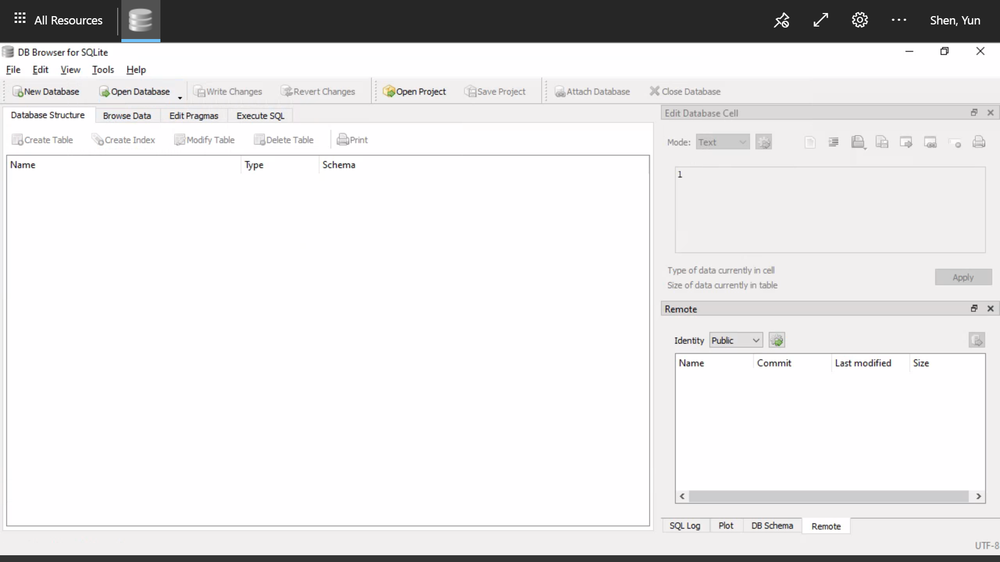 All Resources
Shen, Yun
DB Browser for SQLite
File Edit View Tools Help
New Database Open Database Write Changes Revert Changes Open Project Save Project Attach Database Close Database
Database Structure Browse Data Edit Pragmas Execute SQL
Create Table Create Index Modify Table Delete Table Print
Name Type Schema
Edit Database Cell
Mode: Text
1
Type of data currently in cell
Size of data currently in table
Apply
Remote
Identity Public
Name Commit Last modified Size
SQL Log Plot DB Schema Remote
UTF-8